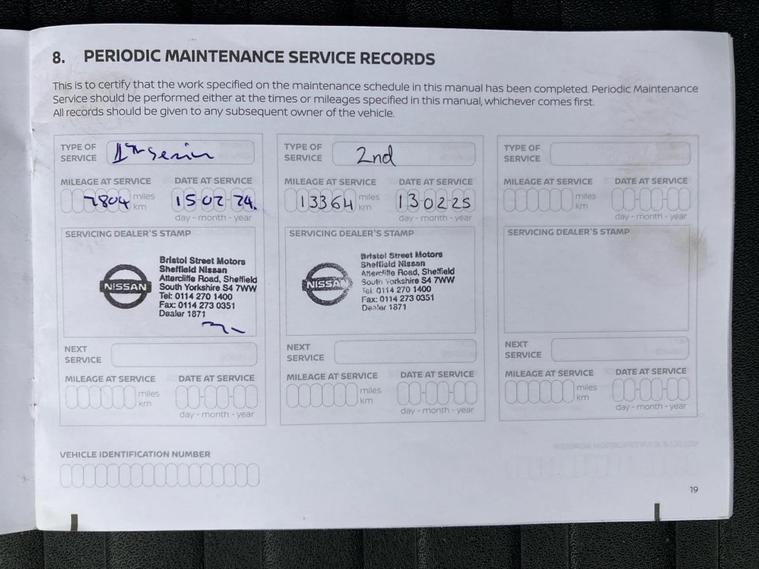 8. PERIODIC MAINTENANCE SERVICE RECORDS
This is to certify that the work specified on the maintenance schedule in this manual has been completed. Periodic Maintenance
Service should be performed either at the times or mileages specified in this manual, whichever comes first.
All records should be given to any subsequent owner of the vehicle.
TYPE OF
SERVICE
1st Service
MILEAGE AT SERVICE DATE AT SERVICE
7804 miles
km
15 02 24.
day - month - year
SERVICING DEALER'S STAMP
NISSAN
Bristol Street Motors
Sheffield Nissan
Attercliffe Road, Sheffield
South Yorkshire S4 7WW
Tel: 0114 270 1400
Fax: 0114 273 0351
Dealer 1871
NEXT
SERVICE
MILEAGE AT SERVICE DATE AT SERVICE
miles
km
day - month - year
TYPE OF
SERVICE
2nd
MILEAGE AT SERVICE DATE AT SERVICE
13364 miles
km
13 02 25
day - month - year
SERVICING DEALER'S STAMP
NISSAN
Bristol Street Motors
Sheffield Nissan
Attercliffe Road, Sheffield
South Yorkshire S4 7WW
Tel: 0114 270 1400
Fax: 0114 273 0351
Dealer 1871
NEXT
SERVICE
MILEAGE AT SERVICE DATE AT SERVICE
miles
km
day - month - year
TYPE OF
SERVICE
MILEAGE AT SERVICE DATE AT SERVICE
miles
km
day - month - year
SERVICING DEALER'S STAMP
NEXT
SERVICE
MILEAGE AT SERVICE DATE AT SERVICE
miles
km
day - month - year
VEHICLE IDENTIFICATION NUMBER
19